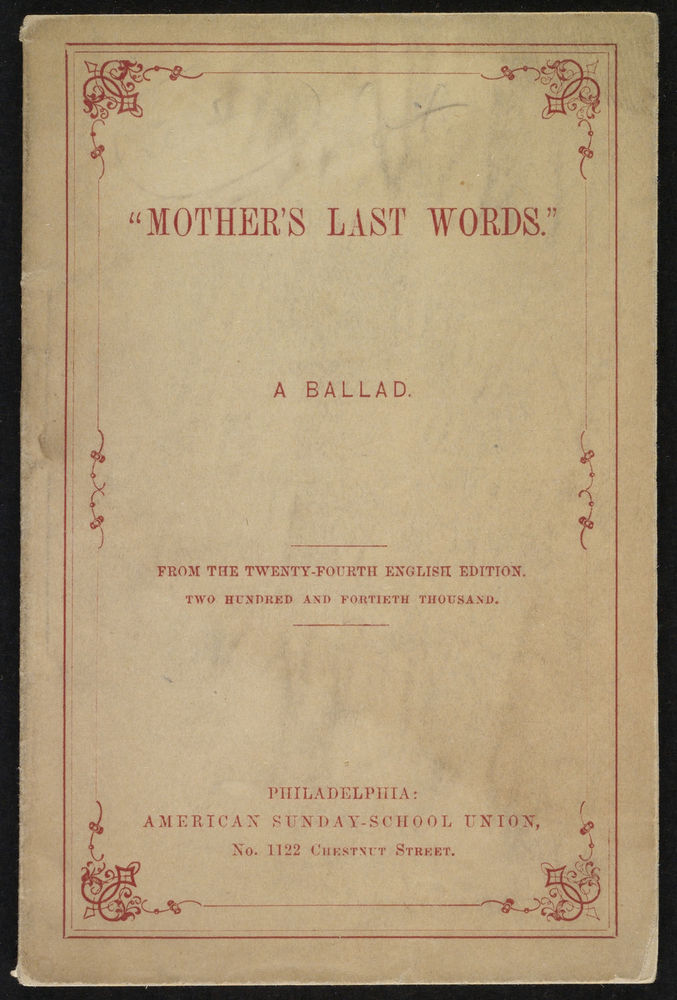 “MOTHER’S LAST WORDS.”
A BALLAD.
FROM THE TWENTY-FOURTH ENGLISH EDITION.
TWO HUNDRED AND FORTIETH THOUSAND.
PHILADELPHIA:
AMERICAN SUNDAY-SCHOOL UNION,
No. 1122 CHESTNUT STREET.